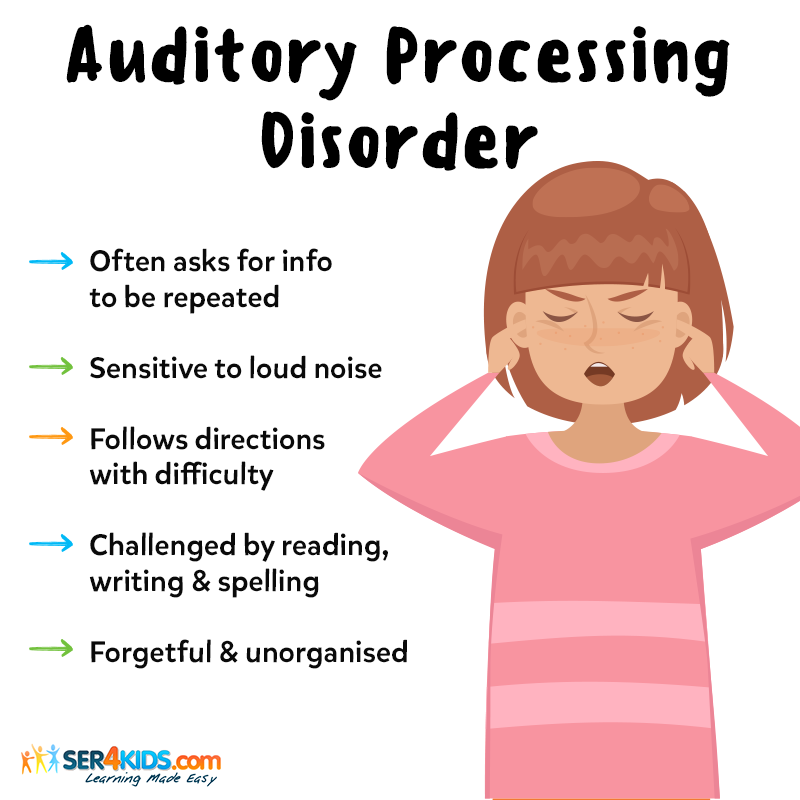 Auditory Processing
Disorder
Often asks for info
to be repeated
Sensitive to loud noise
Follows directions
with difficulty
Challenged by reading,
writing & spelling
Forgetful & unorganised
SER4KIDS.com
Learning Made Easy